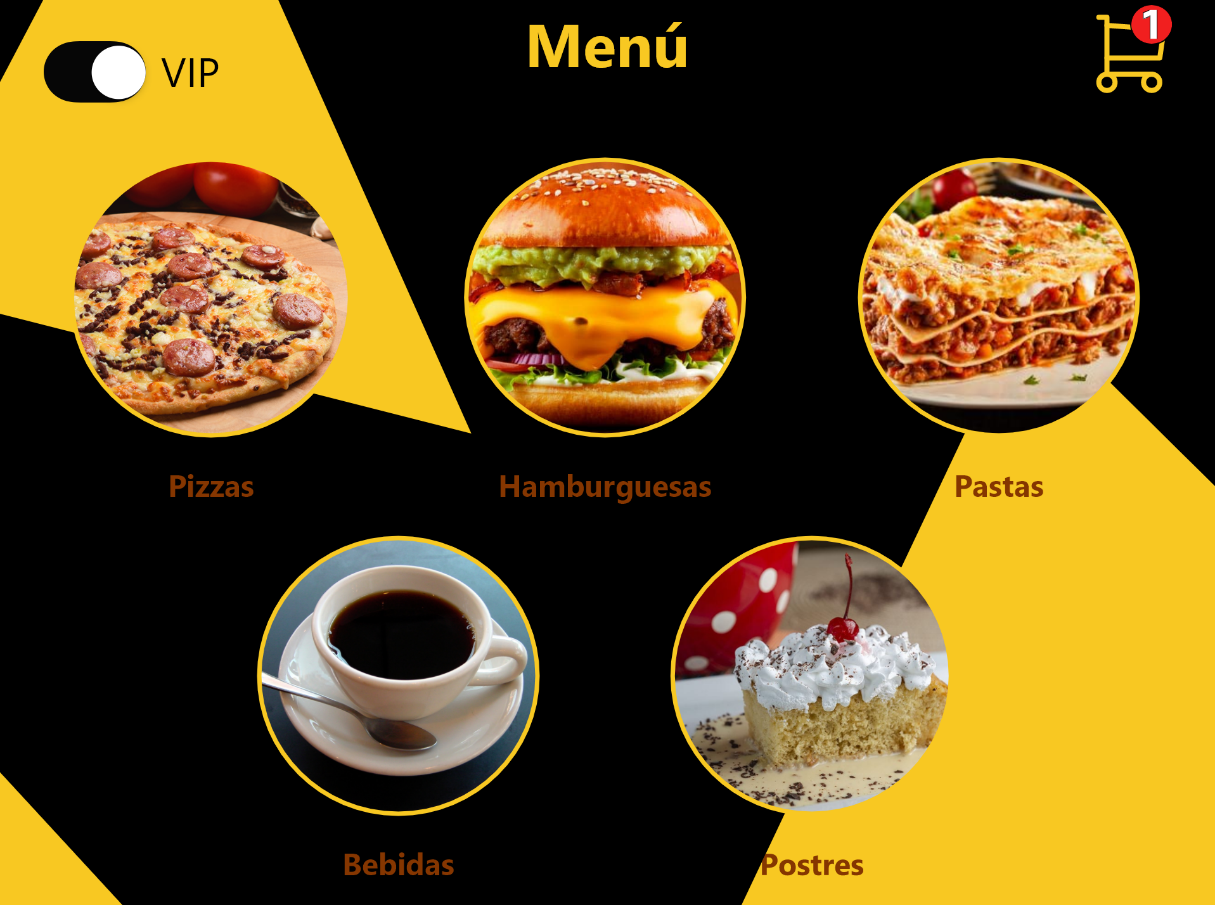 VIP
Menú
1
Pizzas
Hamburguesas
Pastas
Bebidas
Postres